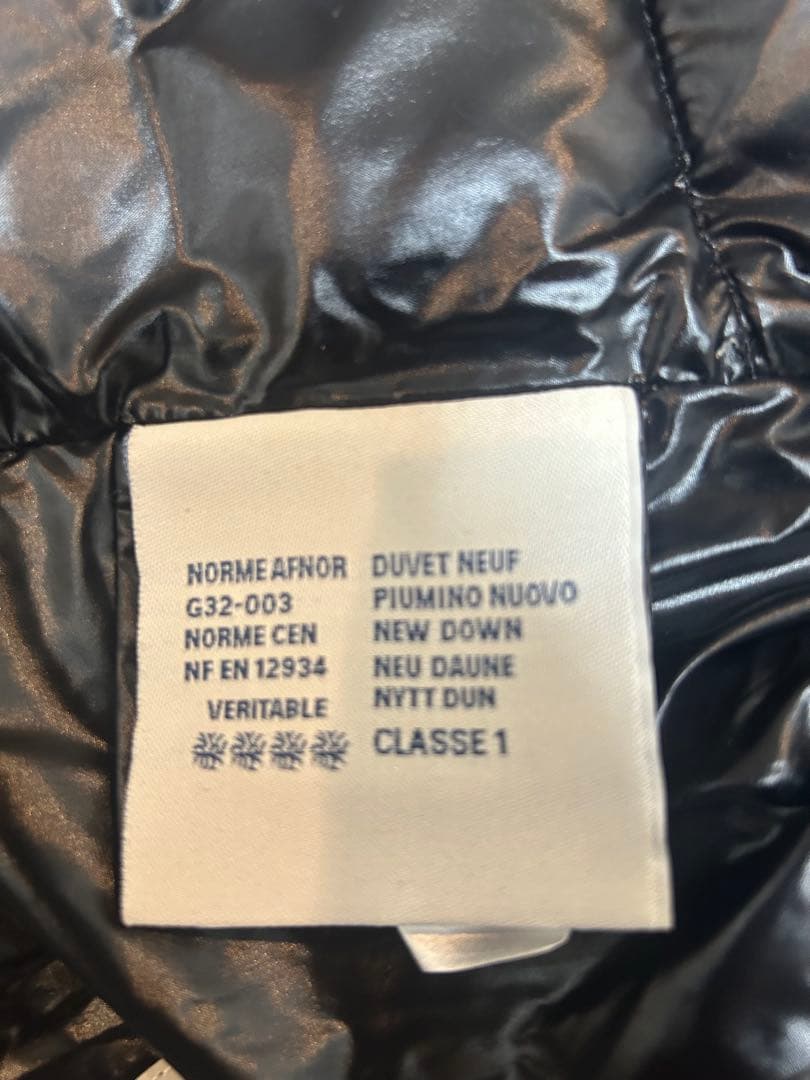 NORME AFNOR
G32-003
NORME CEN
NF EN 12934
VERITABLE
DUVET NEUF
PIUMINO NUOVO
NEW DOWN
NEU DAUNE
NYTT DUN
CLASSE 1